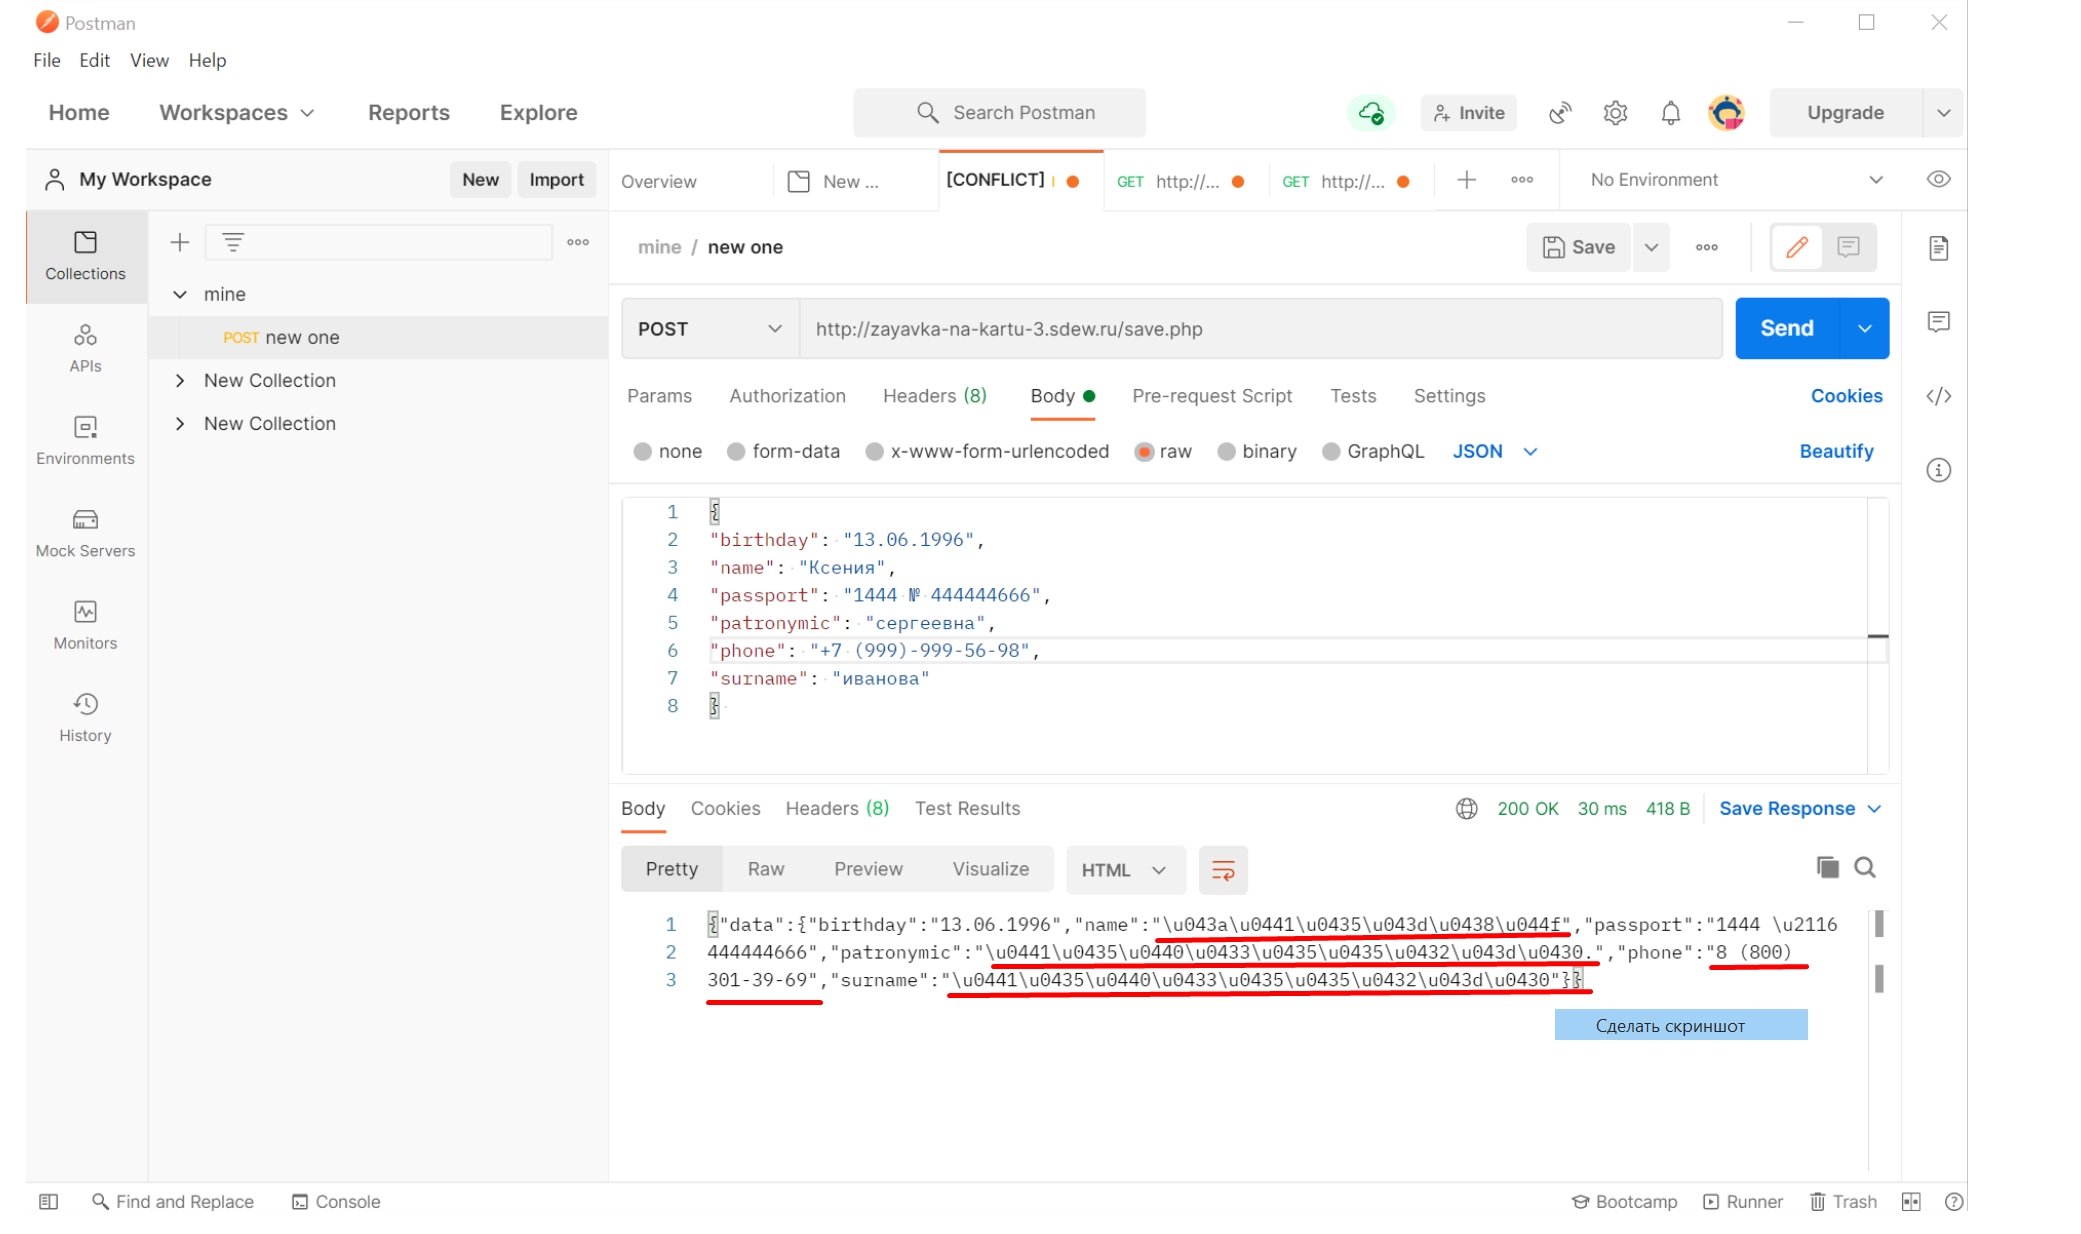 Postman
File Edit View Help
Home Workspaces Reports Explore Search Postman Invite Upgrade
My Workspace New Import Overview New ... [CONFLICT] GET http://... GET http://... + No Environment
mine / new one Save
Collections
mine
POST new one
New Collection
New Collection
APIs
Environments
Mock Servers
Monitors
History
POST http://zayavka-na-kartu-3.sdew.ru/save.php Send
Params Authorization Headers (8) Body Pre-request Script Tests Settings Cookies </>
none form-data x-www-form-urlencoded raw binary GraphQL JSON Beautify
1 {
2 "birthday": "13.06.1996",
3 "name": "Ксения",
4 "passport": "1444 № 444444666",
5 "patronymic": "сергеевна",
6 "phone": "+7 (999)-999-56-98",
7 "surname": "иванова"
8 }
Body Cookies Headers (8) Test Results 200 OK 30 ms 418 B Save Response
Pretty Raw Preview Visualize HTML
1 {"data":{"birthday":"13.06.1996","name":"\u043a\u0441\u0435\u043d\u0438\u044f","passport":"1444 \u2116
2 444444666","patronymic":"\u0441\u0435\u0440\u0433\u0435\u0435\u0432\u043d\u0430.","phone":"8 (800)
3 301-39-69","surname":"\u0441\u0435\u0440\u0433\u0435\u0435\u0432\u043d\u0430"}}
Сделать скриншот
Find and Replace Console Bootcamp Runner Trash